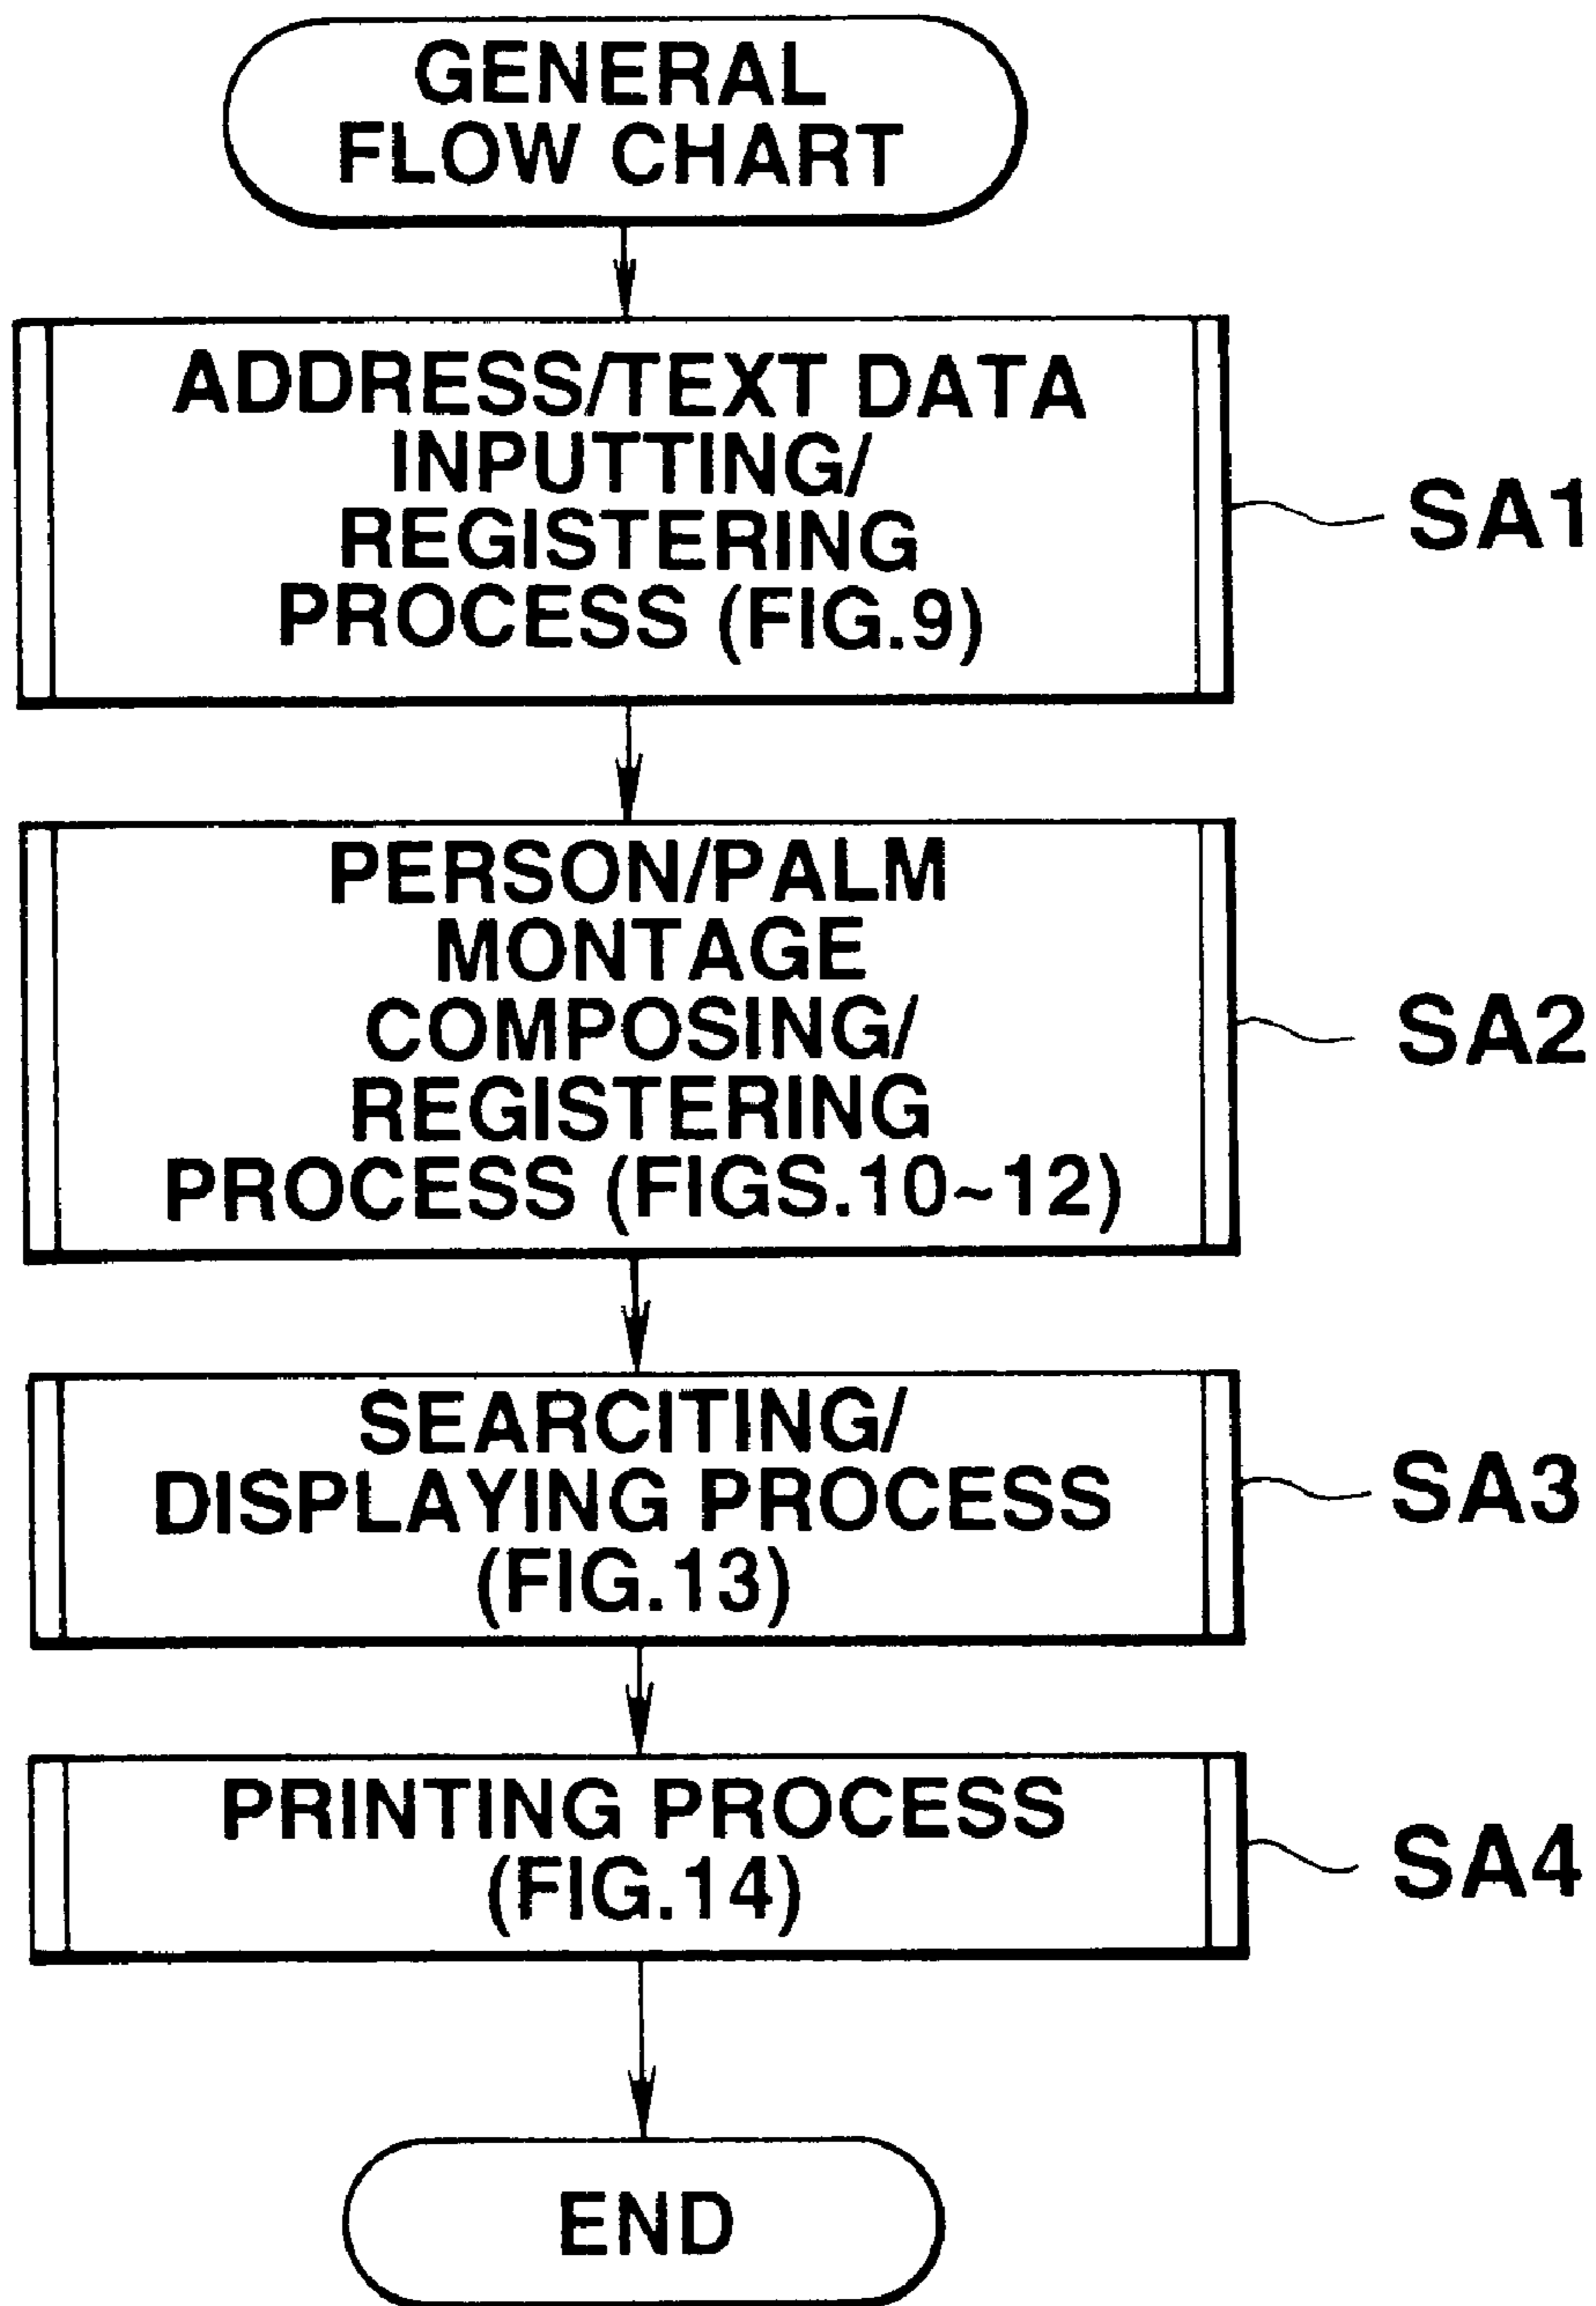 GENERAL
FLOW CHART
ADDRESS/TEXT DATA
INPUTTING/
REGISTERING
PROCESS (FIG.9)
SA1
PERSON/PALM
MONTAGE
COMPOSING/
REGISTERING
PROCESS (FIGS.10~12)
SA2
SEARCITING/
DISPLAYING PROCESS
(FIG.13)
SA3
PRINTING PROCESS
(FIG.14)
SA4
END